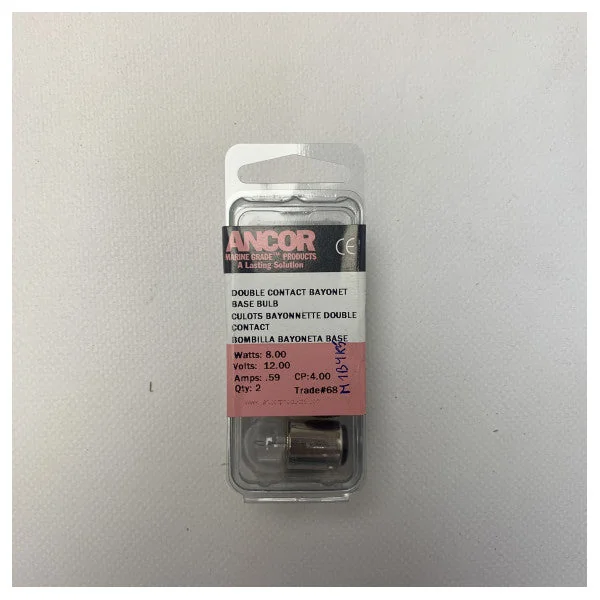 ANCOR
MARINE GRADE™ PRODUCTS
A Lasting Solution
CE
DOUBLE CONTACT BAYONET
BASE BULB
CULOTS BAYONNETTE DOUBLE
CONTACT
BOMBILLA BAYONETA BASE
Watts: 8.00
Volts: 12.00
Amps: .59 CP:4.00
Qty: 2 Trade#68